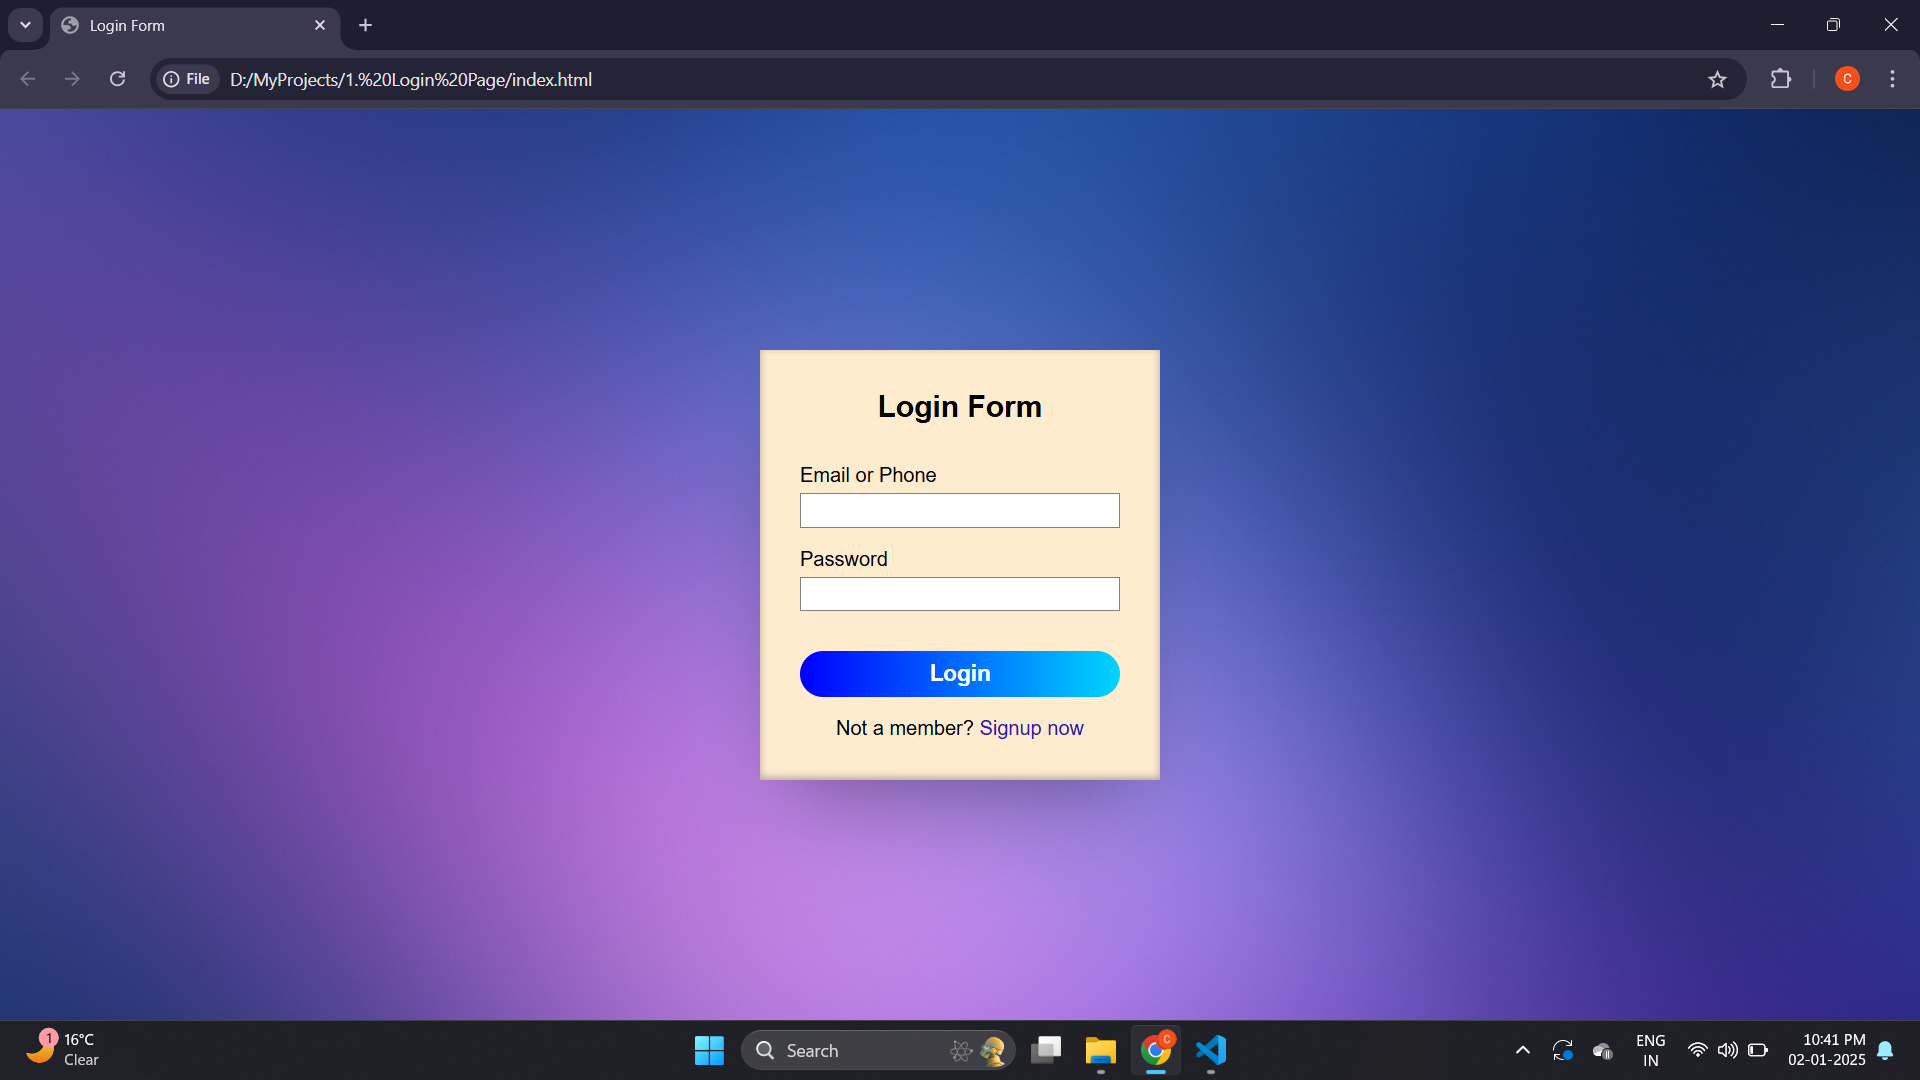 Login Form
File D:/MyProjects/1.%20Login%20Page/index.html
C
Login Form
Email or Phone
Password
Login
Not a member? Signup now
1
16°C
Clear
Search
C
ENG
IN
10:41 PM
02-01-2025